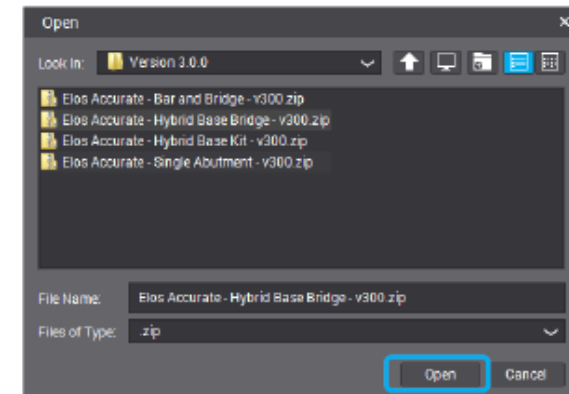 Open
Look In: Version 3.0.0
Elos Accurate - Bar and Bridge - v300.zip
Elos Accurate - Hybrid Base Bridge - v300.zip
Elos Accurate - Hybrid Base Kit - v300.zip
Elos Accurate - Single Abutment - v300.zip
File Name: Elos Accurate - Hybrid Base Bridge - v300.zip
Files of Type: .zip
Open Cancel